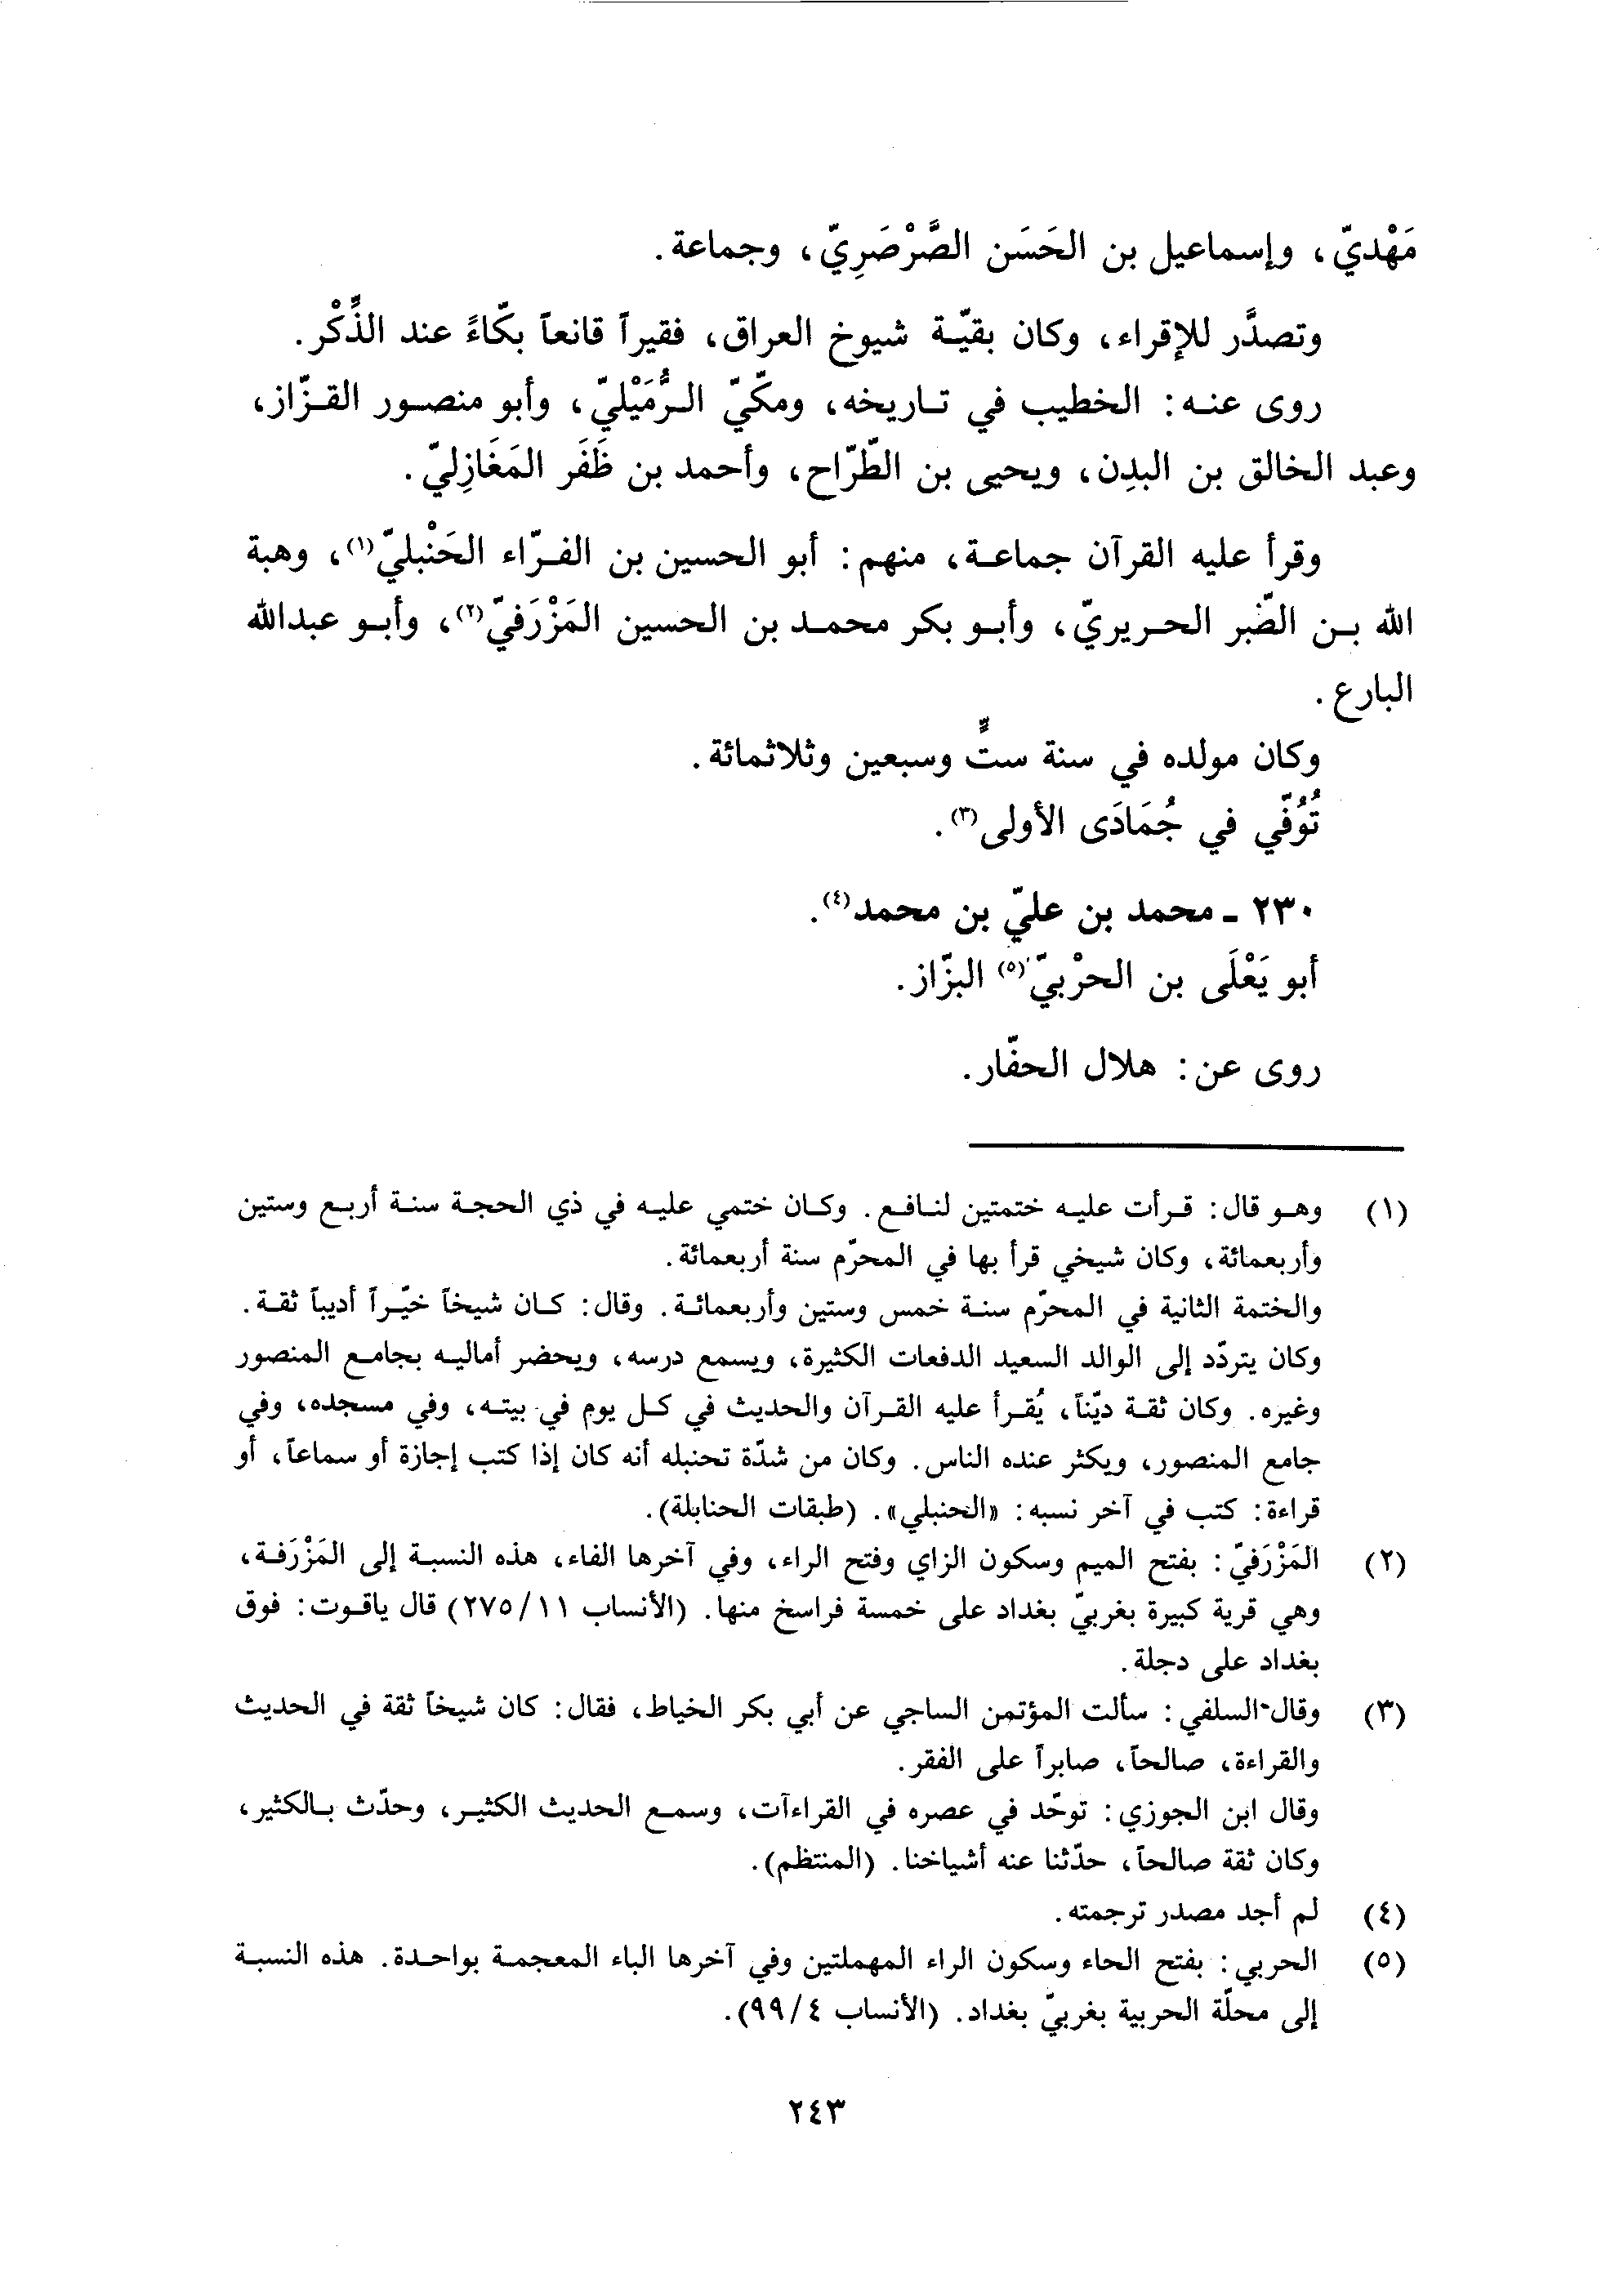 مَهْديّ، وإسماعيل بن الحَسَن الصَّرْصَرِيّ، وجماعة.
وتصدَّر للإقراء، وكان بقيّة شيوخ العراق، فقيراً قانعاً بكّاءً عند الذِّكْر.
روى عنه: الخطيب في تاريخه، ومكّيّ الرُّمَيْليّ، وأبو منصور القزّاز،
وعبد الخالق بن البدِن، ويحيى بن الطّرّاح، وأحمد بن ظَفَر المَغَازِليّ.
وقرأ عليه القرآن جماعة، منهم: أبو الحسين بن الفرّاء الحَنْبليّ(١)، وهبة
الله بن الضّبر الحريريّ، وأبو بكر محمد بن الحسين المَزْرَفيّ(٢)، وأبو عبدالله
البارع.
وكان مولده في سنة ستٍّ وسبعين وثلاثمائة.
تُوُفّي في جُمَادَى الأولى(٣).
٢٣٠ ـ محمد بن عليّ بن محمد(٤).
أبو يَعْلَى بن الحرْبيّ(٥) البزّاز.
روى عن: هلال الحفّار.
(١) وهو قال: قرأت عليه ختمتين لنافع. وكان ختمي عليه في ذي الحجة سنة أربع وستين
وأربعمائة، وكان شيخي قرأ بها في المحرّم سنة أربعمائة.
والختمة الثانية في المحرّم سنة خمس وستين وأربعمائة. وقال: كان شيخاً خيّراً أديباً ثقة.
وكان يتردّد إلى الوالد السعيد الدفعات الكثيرة، ويسمع درسه، ويحضر أماليه بجامع المنصور
وغيره. وكان ثقة ديّناً، يُقرأ عليه القرآن والحديث في كل يوم في بيته، وفي مسجده، وفي
جامع المنصور، ويكثر عنده الناس. وكان من شدّة تحنبله أنه كان إذا كتب إجازة أو سماعاً، أو
قراءة: كتب في آخر نسبه: «الحنبلي». (طبقات الحنابلة).
(٢) المَزْرَفيّ: بفتح الميم وسكون الزاي وفتح الراء، وفي آخرها الفاء، هذه النسبة إلى المَزْرَفة،
وهي قرية كبيرة بغربيّ بغداد على خمسة فراسخ منها. (الأنساب ٢٧٥/١١) قال ياقوت: فوق
بغداد على دجلة.
(٣) وقال السلفي: سألت المؤتمن الساجي عن أبي بكر الخياط، فقال: كان شيخاً ثقة في الحديث
والقراءة، صالحاً، صابراً على الفقر.
وقال ابن الجوزي: توحّد في عصره في القراءآت، وسمع الحديث الكثير، وحدّث بالكثير،
وكان ثقة صالحاً، حدّثنا عنه أشياخنا. (المنتظم).
(٤) لم أجد مصدر ترجمته.
(٥) الحربي: بفتح الحاء وسكون الراء المهملتين وفي آخرها الباء المعجمة بواحدة. هذه النسبة
إلى محلّة الحربية بغربيّ بغداد. (الأنساب ٩٩/٤).
٢٤٣